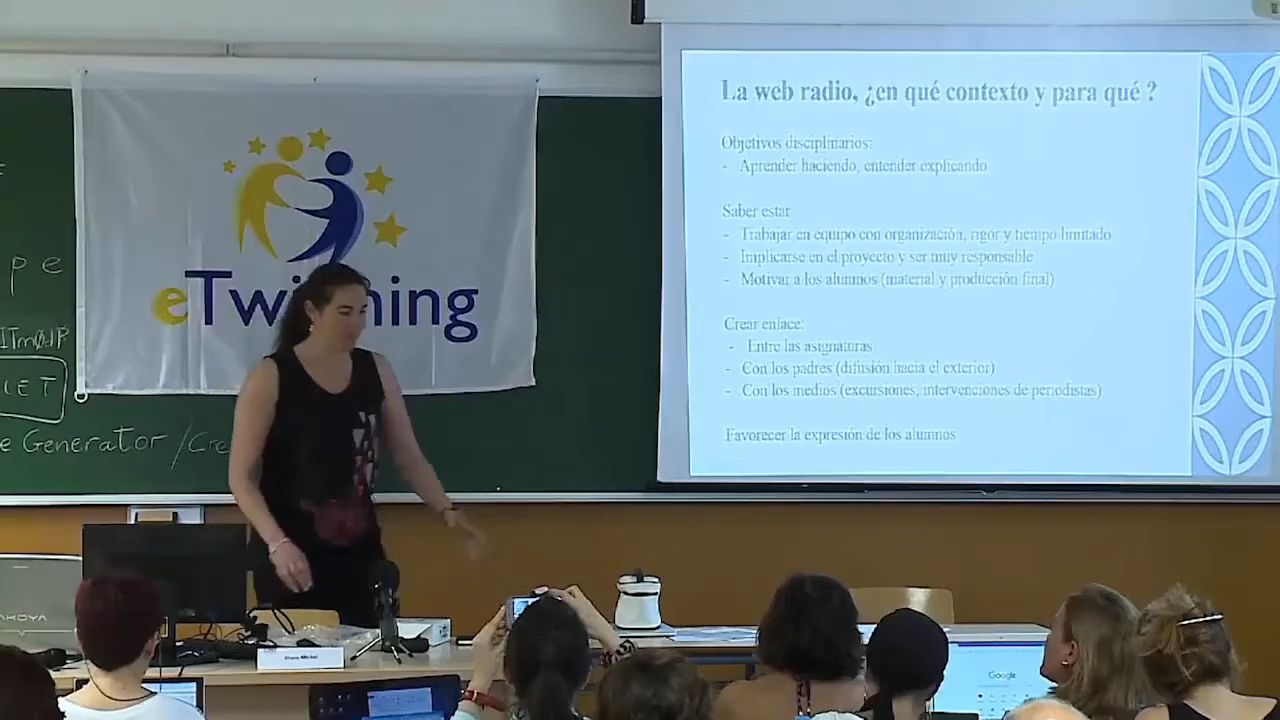 La web radio, ¿en qué contexto y para qué ?
Objetivos disciplinarios:
- Aprender haciendo, entender explicando
Saber estar
- Trabajar en equipo con organización, rigor y tiempo limitado
- Implicarse en el proyecto y ser muy responsable
- Motivar a los alumnos (material y producción final)
Crear enlace:
- Entre las asignaturas
- Con los padres (difusión hacia el exterior)
- Con los medios (excursiones, intervenciones de periodistas)
Favorecer la expresión de los alumnos
eTwinning
e Generator /Cre
Google